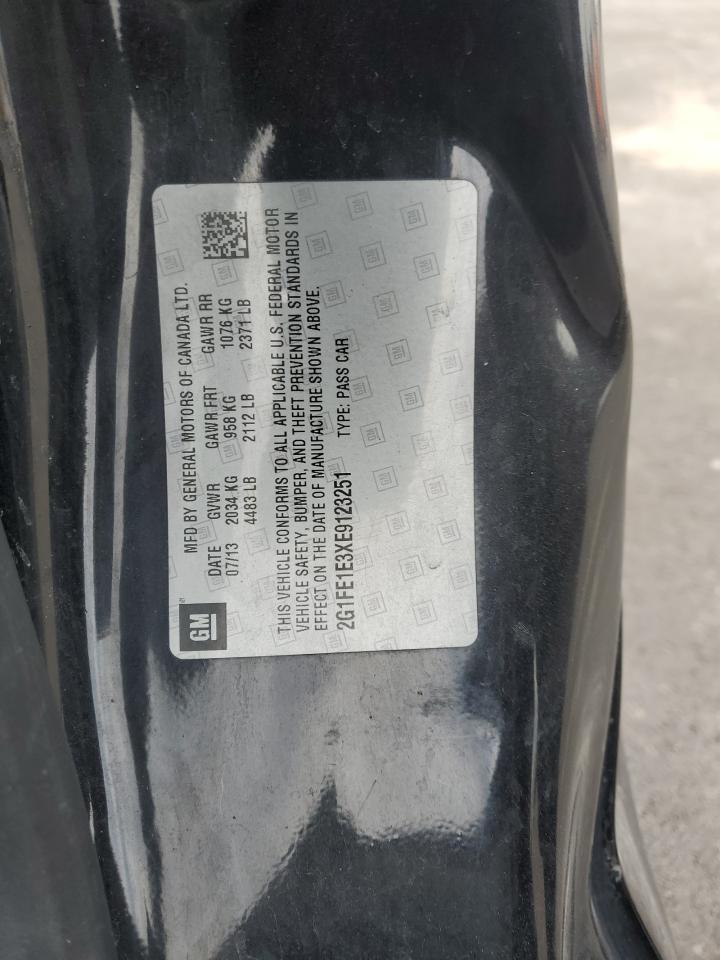 GM
MFD BY GENERAL MOTORS OF CANADA LTD.
DATE GVWR GAWR FRT GAWR RR
07/13 2034 KG 958 KG 1076 KG
4483 LB 2112 LB 2371 LB
THIS VEHICLE CONFORMS TO ALL APPLICABLE U.S. FEDERAL MOTOR
VEHICLE SAFETY, BUMPER, AND THEFT PREVENTION STANDARDS IN
EFFECT ON THE DATE OF MANUFACTURE SHOWN ABOVE.
2G1FE1E3XE9123251 TYPE: PASS CAR